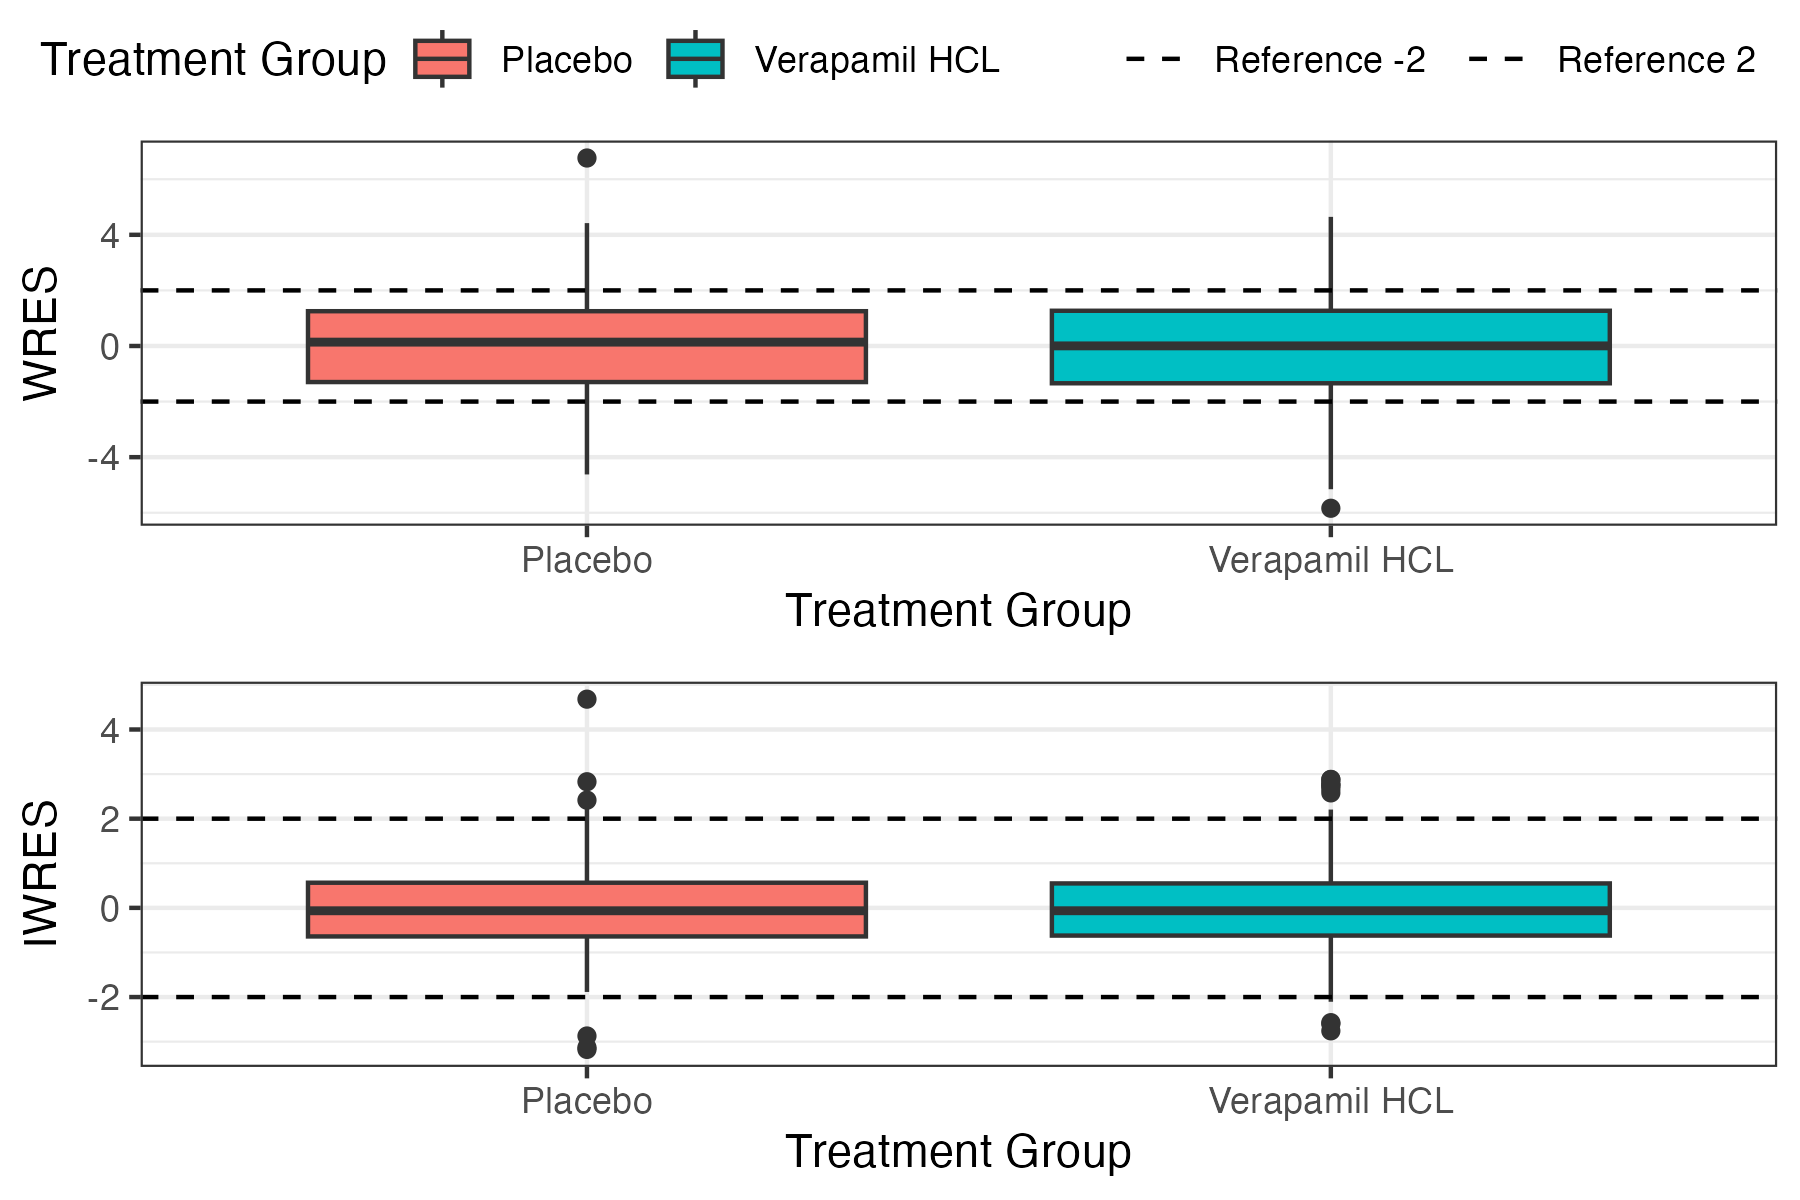 Treatment Group Placebo Verapamil HCL Reference -2 Reference 2
WRES
4
0
-4
Placebo Verapamil HCL
Treatment Group
IWRES
4
2
0
-2
Placebo Verapamil HCL
Treatment Group